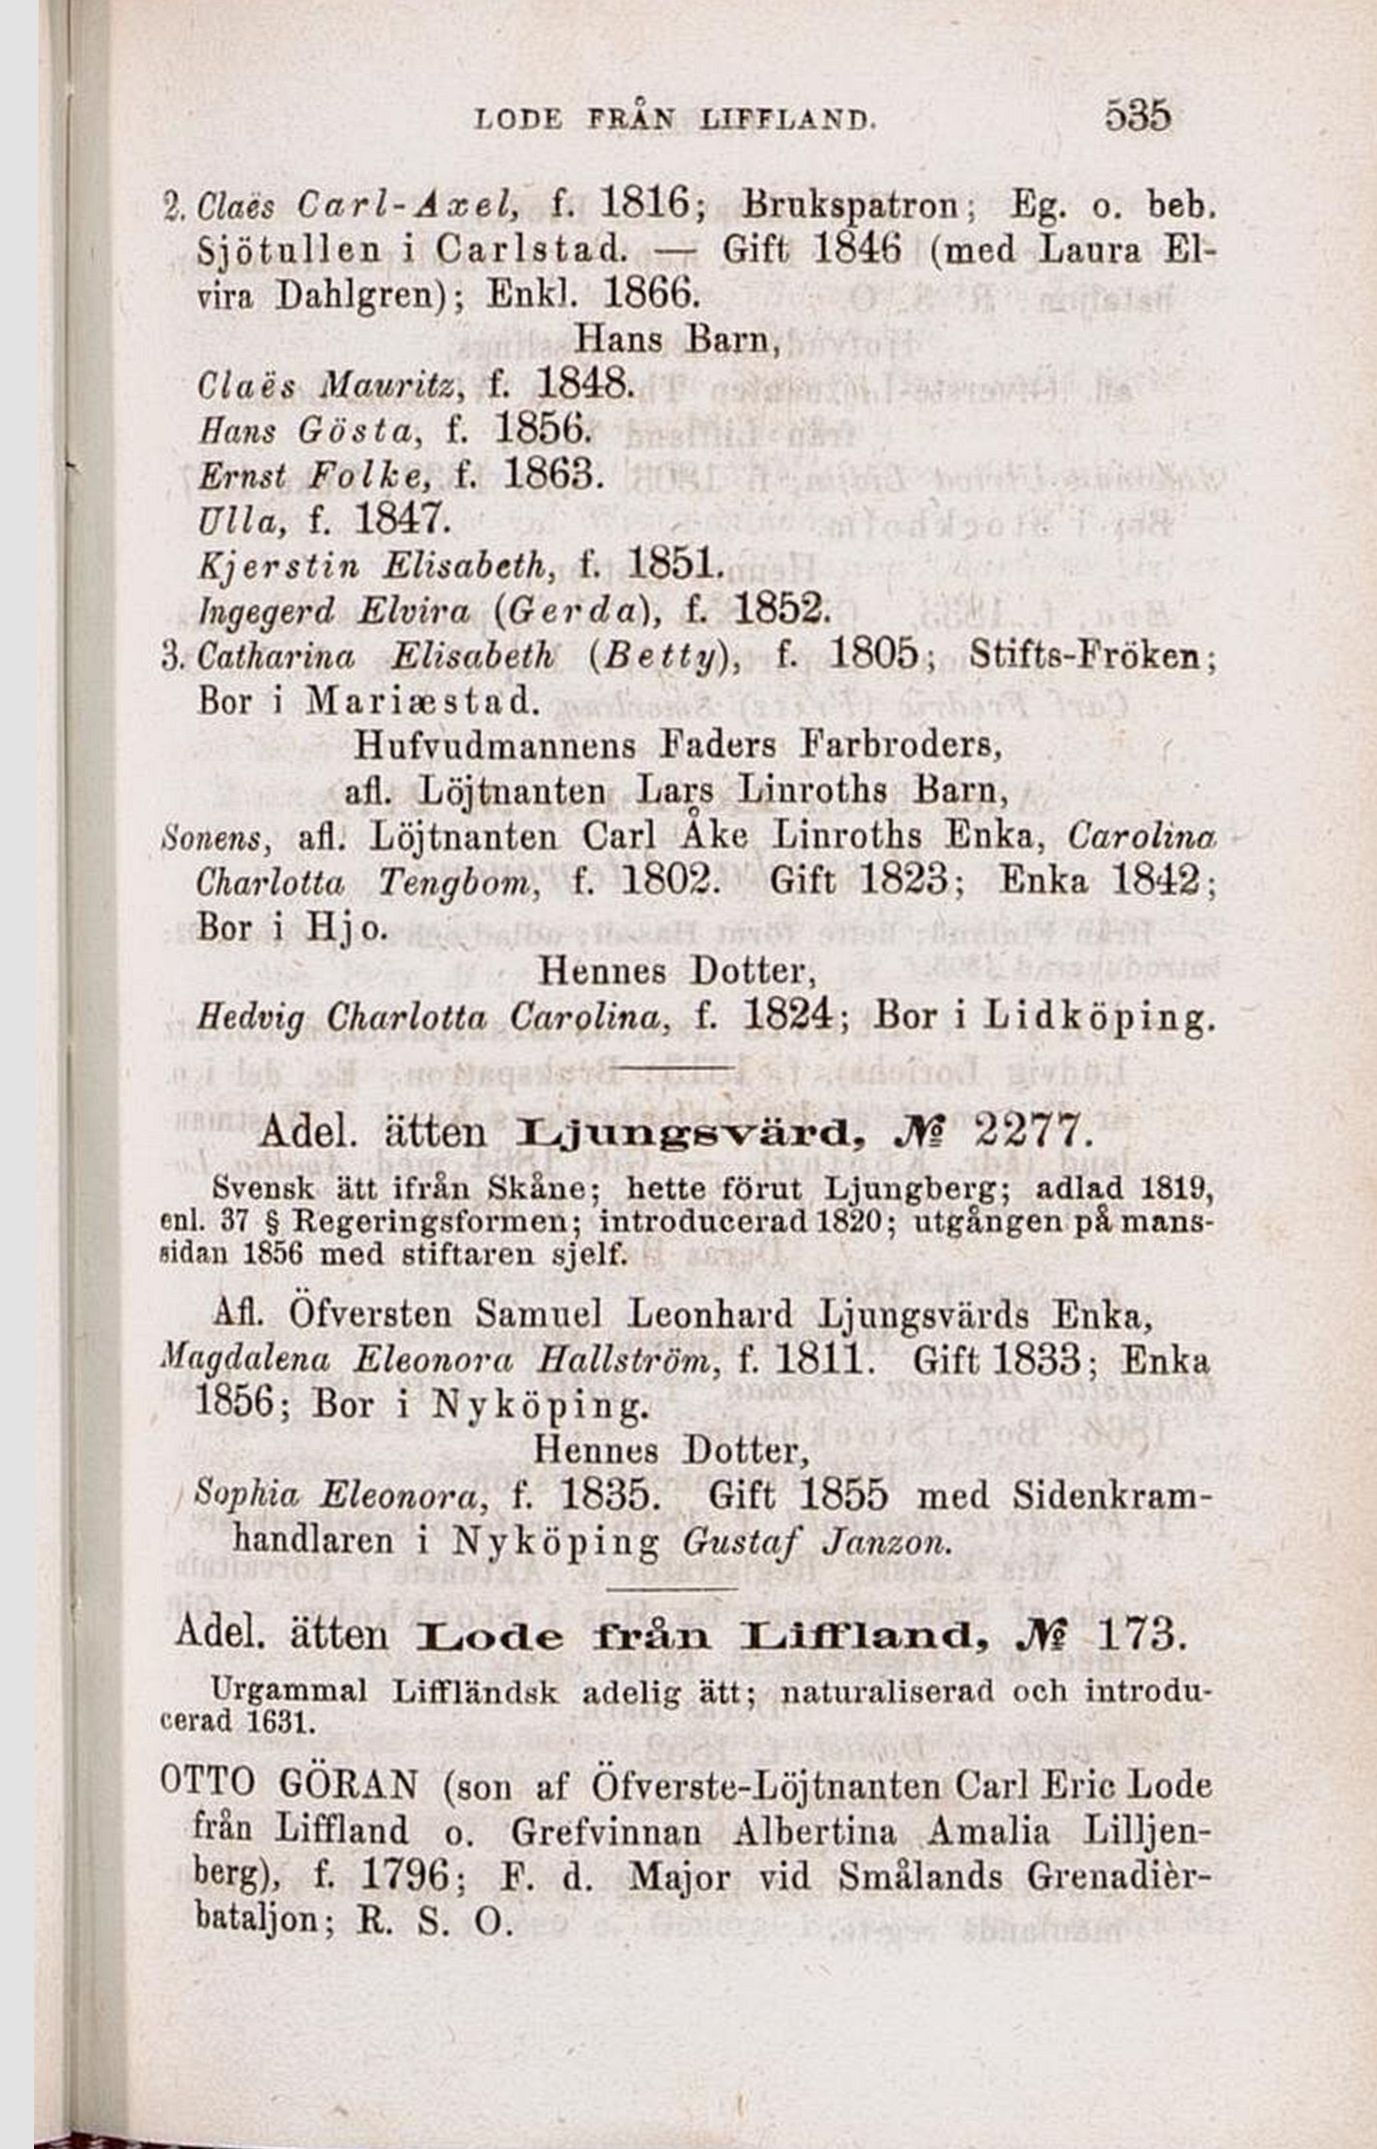 LODE FRÅN LIFFLAND. 535
2. Claës Carl-Axel, f. 1816; Brukspatron; Eg. o. beb.
Sjötullen i Carlstad. — Gift 1846 (med Laura El-
vira Dahlgren); Enkl. 1866.
Hans Barn,
Claës Mauritz, f. 1848.
Hans Gösta, f. 1856.
Ernst Folke, f. 1863.
Ulla, f. 1847.
Kjerstin Elisabeth, f. 1851.
Ingegerd Elvira (Gerda), f. 1852.
3. Catharina Elisabeth (Betty), f. 1805; Stifts-Fröken;
Bor i Mariæstad.
Hufvudmannens Faders Farbroders,
afl. Löjtnanten Lars Linroths Barn,
Sonens, afl. Löjtnanten Carl Åke Linroths Enka, Carolina
Charlotta Tengbom, f. 1802. Gift 1823; Enka 1842;
Bor i Hjo.
Hennes Dotter,
Hedvig Charlotta Carolina, f. 1824; Bor i Lidköping.
Adel. ätten Ljungsvärd, № 2277.
Svensk ätt ifrån Skåne; hette förut Ljungberg; adlad 1819,
enl. 37 § Regeringsformen; introducerad 1820; utgången på mans-
sidan 1856 med stiftaren sjelf.
Afl. Öfversten Samuel Leonhard Ljungsvärds Enka,
Magdalena Eleonora Hallström, f. 1811. Gift 1833; Enka
1856; Bor i Nyköping.
Hennes Dotter,
Sophia Eleonora, f. 1835. Gift 1855 med Sidenkram-
handlaren i Nyköping Gustaf Janzon.
Adel. ätten Lode från Liffland, № 173.
Urgammal Liffländsk adelig ätt; naturaliserad och introdu-
cerad 1631.
OTTO GÖRAN (son af Öfverste-Löjtnanten Carl Eric Lode
från Liffland o. Grefvinnan Albertina Amalia Lilljen-
berg), f. 1796; F. d. Major vid Smålands Grenadièr-
bataljon; R. S. O.